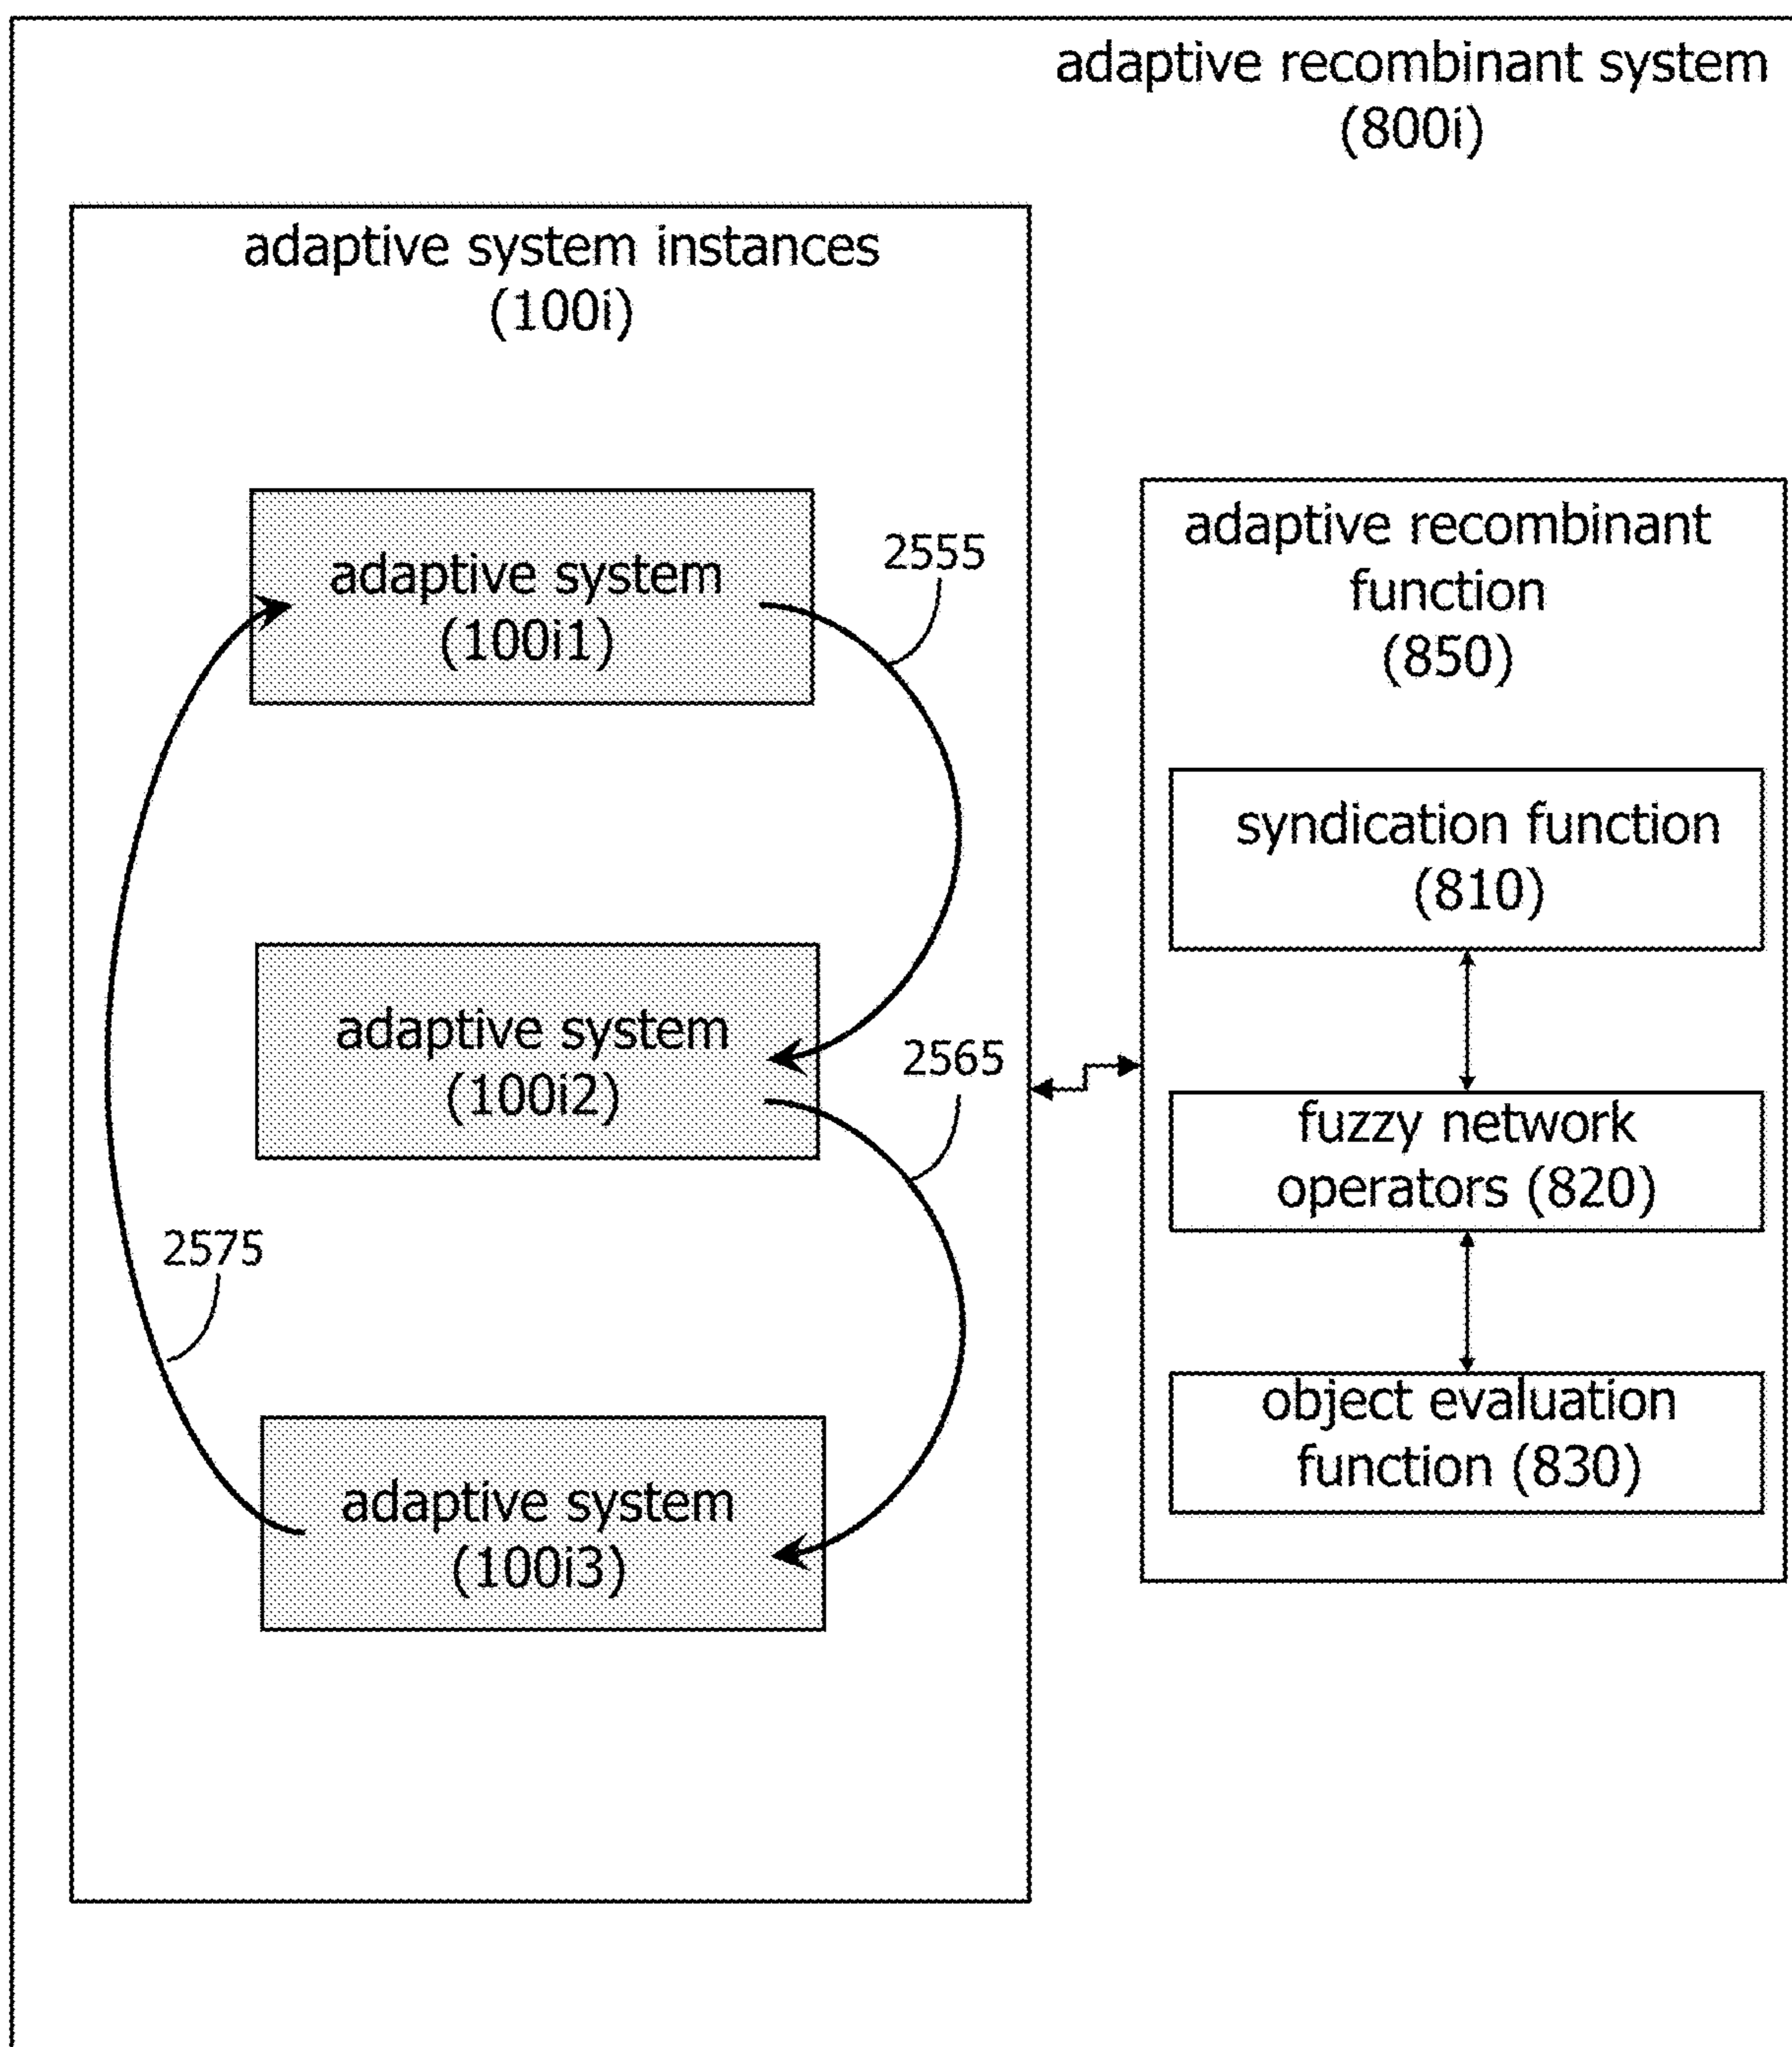 adaptive recombinant system
(800i)
adaptive system instances
(100i)
adaptive system
(100i1)
2555
adaptive system
(100i2)
2565
2575
adaptive system
(100i3)
adaptive recombinant
function
(850)
syndication function
(810)
fuzzy network
operators (820)
object evaluation
function (830)